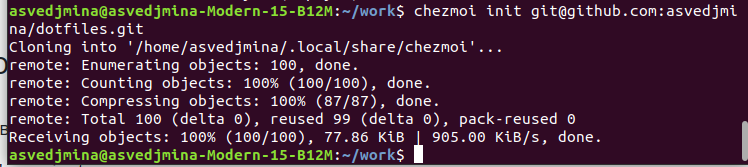 asvedjmina@asvedjmina-Modern-15-B12M:~/work$ chezmoi init git@github.com:asvedjmi
na/dotfiles.git
Cloning into '/home/asvedjmina/.local/share/chezmoi'...
remote: Enumerating objects: 100, done.
remote: Counting objects: 100% (100/100), done.
remote: Compressing objects: 100% (87/87), done.
remote: Total 100 (delta 0), reused 99 (delta 0), pack-reused 0
Receiving objects: 100% (100/100), 77.86 KiB | 905.00 KiB/s, done.
asvedjmina@asvedjmina-Modern-15-B12M:~/work$